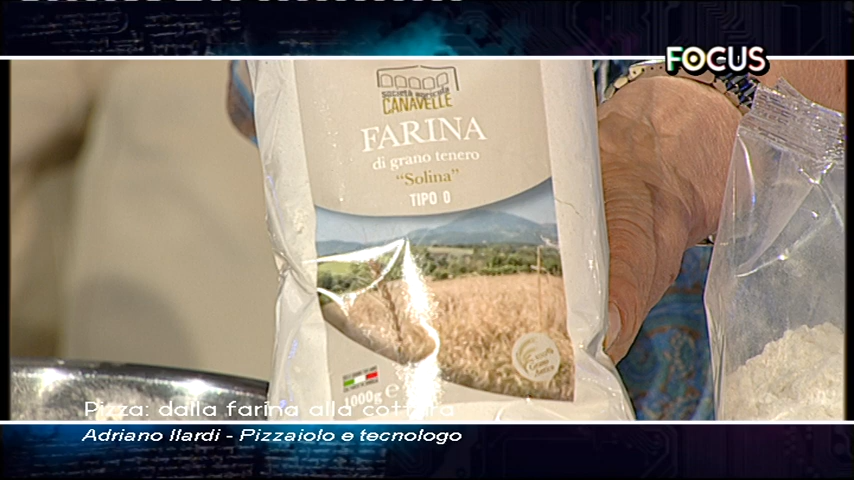 FOCUS
società agricola
CANAVELLE
FARINA
di grano tenero
"Solina"
TIPO 0
1000g e
Pizza: dalla farina alla cottura
Adriano Ilardi - Pizzaiolo e tecnologo